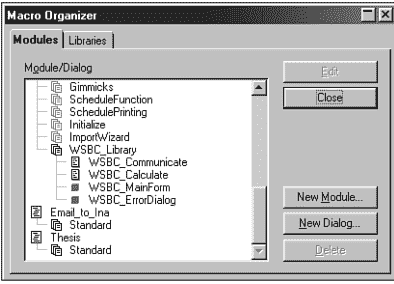 Macro Organizer
Modules Libraries
Module/Dialog
Gimmicks
ScheduleFunction
SchedulePrinting
Initialize
ImportWizard
WSBC_Library
WSBC_Communicate
WSBC_Calculate
WSBC_MainForm
WSBC_ErrorDialog
Email_to_Ina
Standard
Thesis
Standard
Edit
Close
New Module...
New Dialog...
Delete